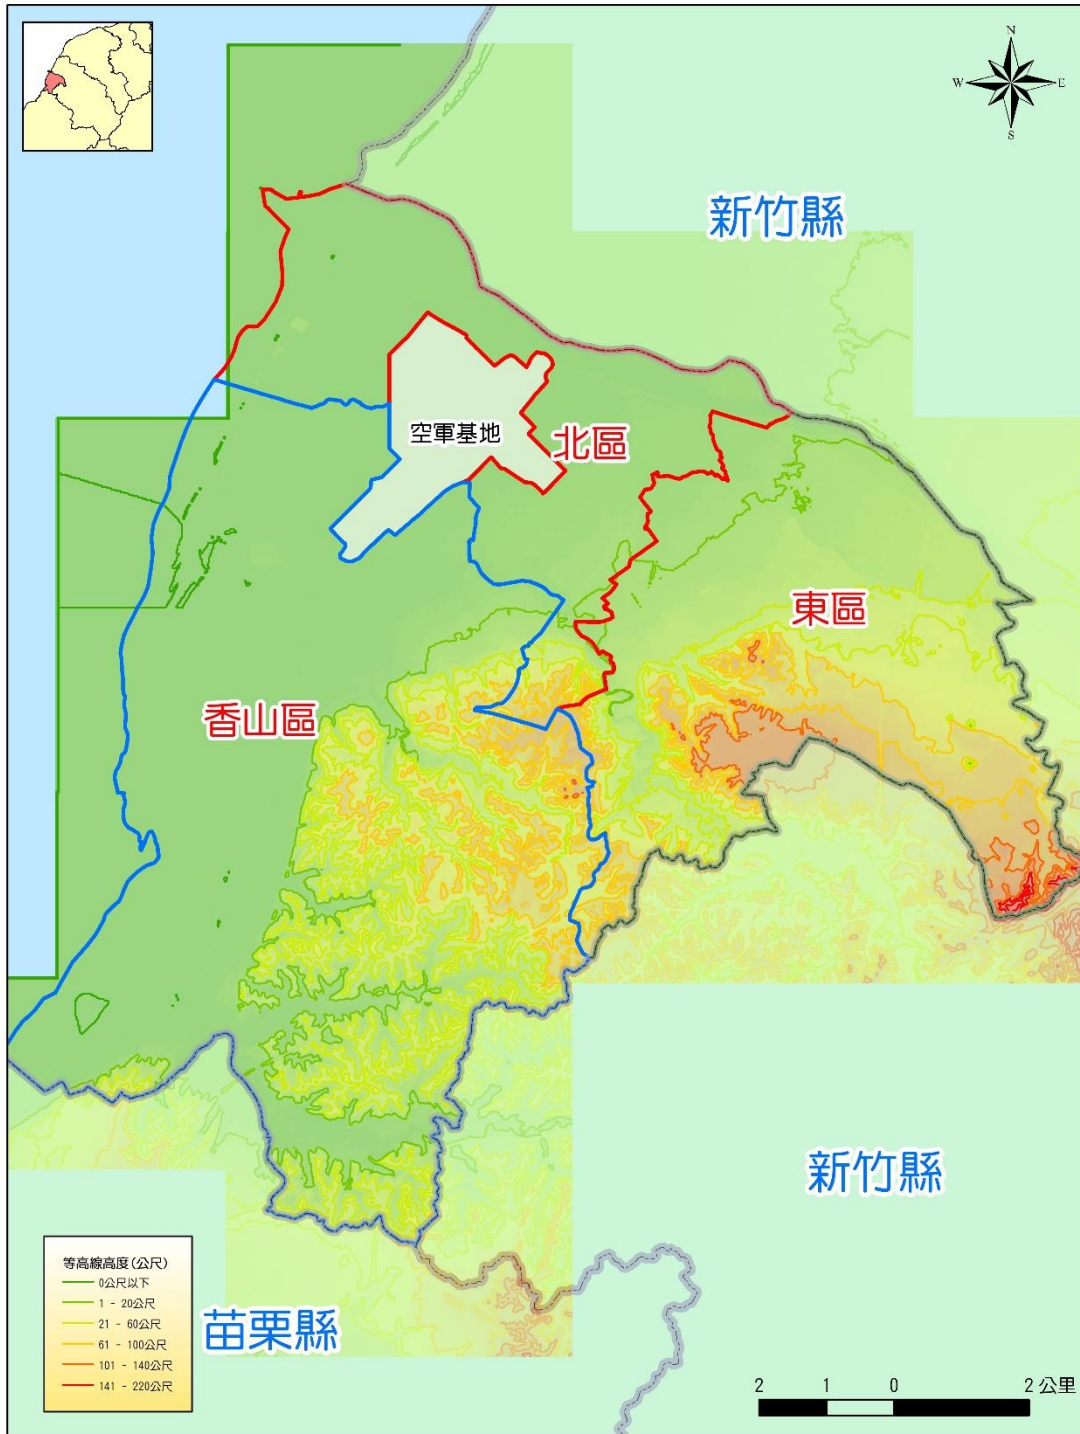 N
W E
S
新竹縣
空軍基地
北區
東區
香山區
新竹縣
苗栗縣
等高線高度(公尺)
0公尺以下
1 - 20公尺
21 - 60公尺
61 - 100公尺
101 - 140公尺
141 - 220公尺
2 1 0 2 公里